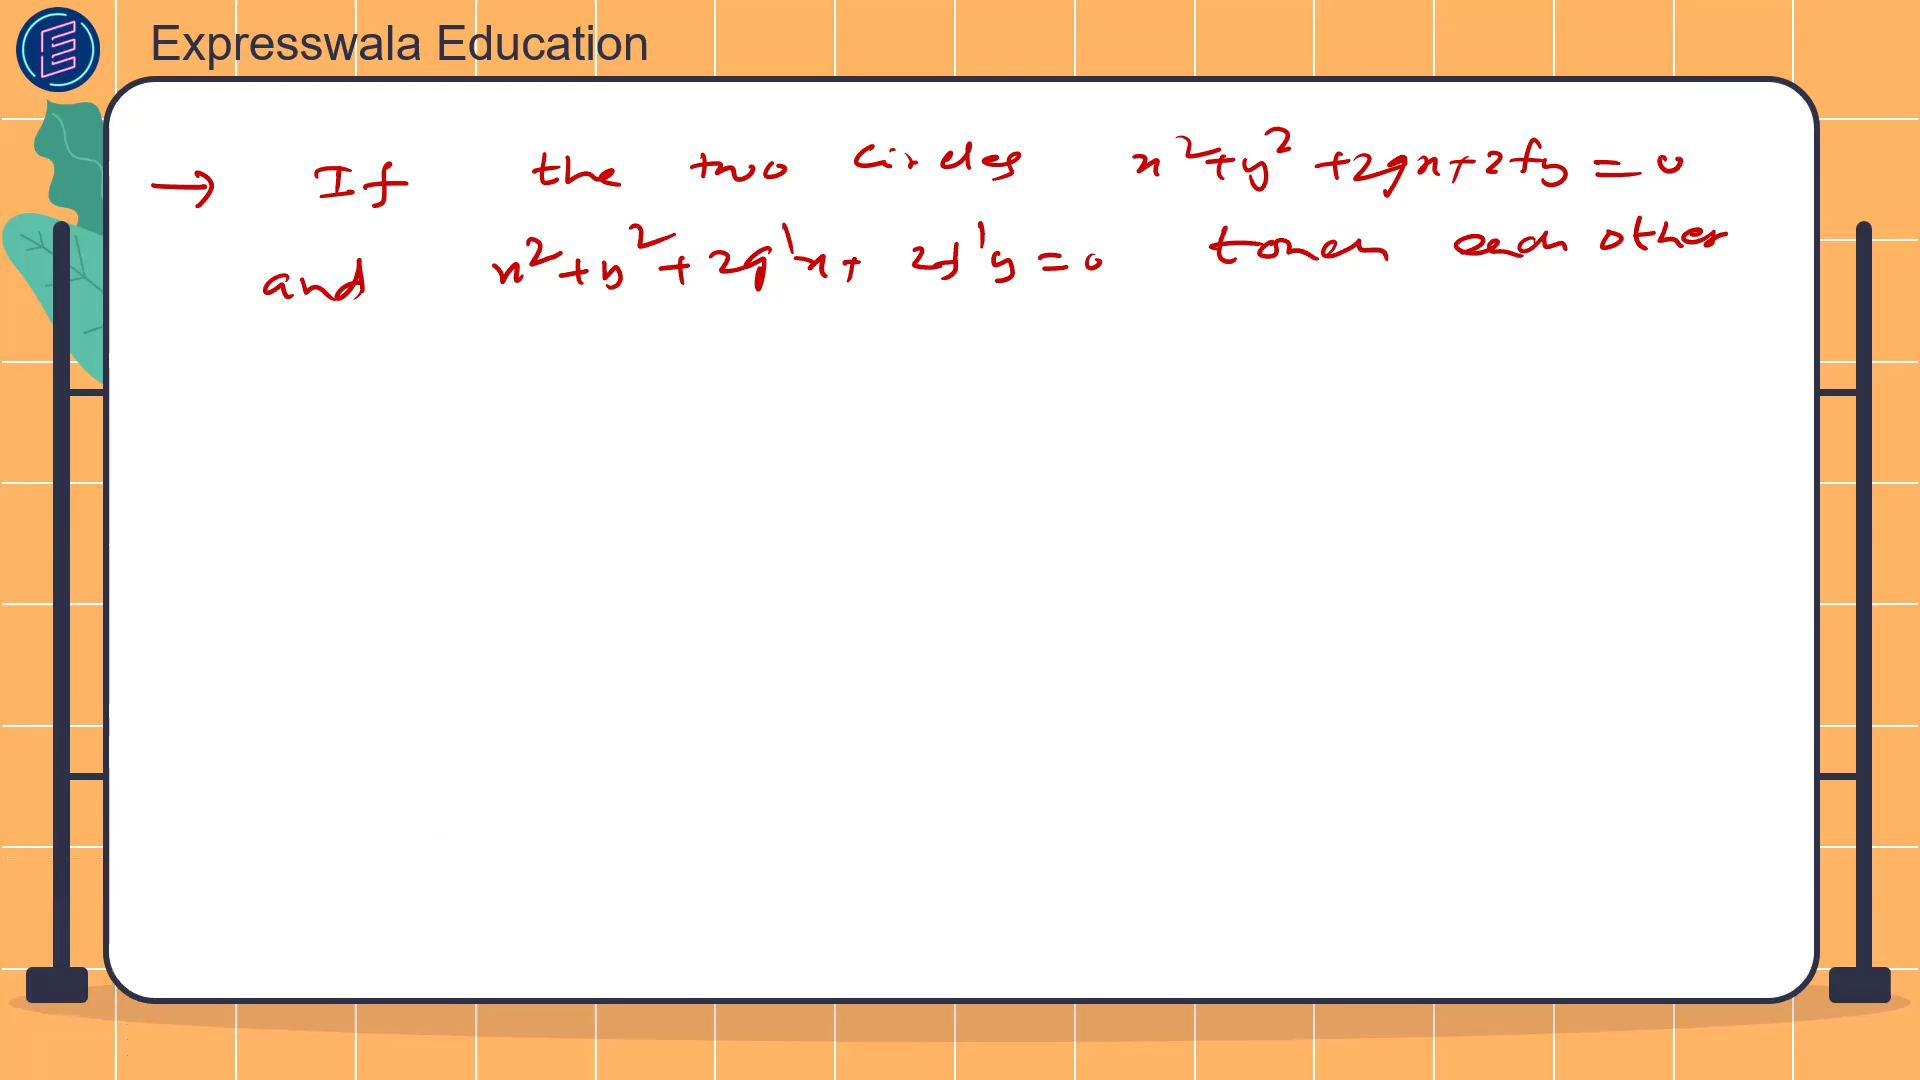 Expresswala Education
→ If the two circles x²+y²+2gx+2fy=0
and x²+y²+2g'x+2f'y=0 touch each other